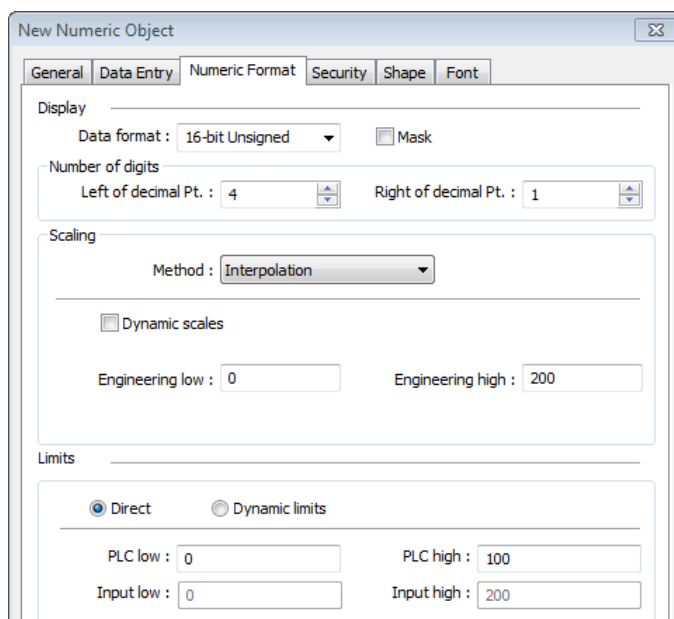 New Numeric Object
General Data Entry Numeric Format Security Shape Font
Display
Data format : 16-bit Unsigned Mask
Number of digits
Left of decimal Pt. : 4 Right of decimal Pt. : 1
Scaling
Method : Interpolation
Dynamic scales
Engineering low : 0 Engineering high : 200
Limits
Direct Dynamic limits
PLC low : 0 PLC high : 100
Input low : 0 Input high : 200